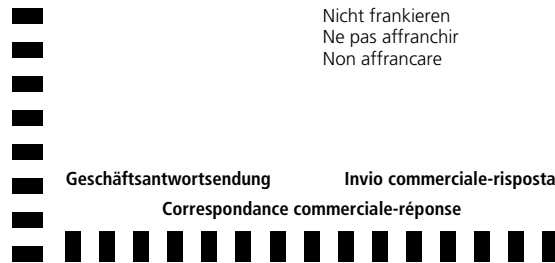 Nicht frankieren
Ne pas affranchir
Non affrancare
Geschäftsantwortsendung Invio commerciale-risposta
Correspondance commerciale-réponse